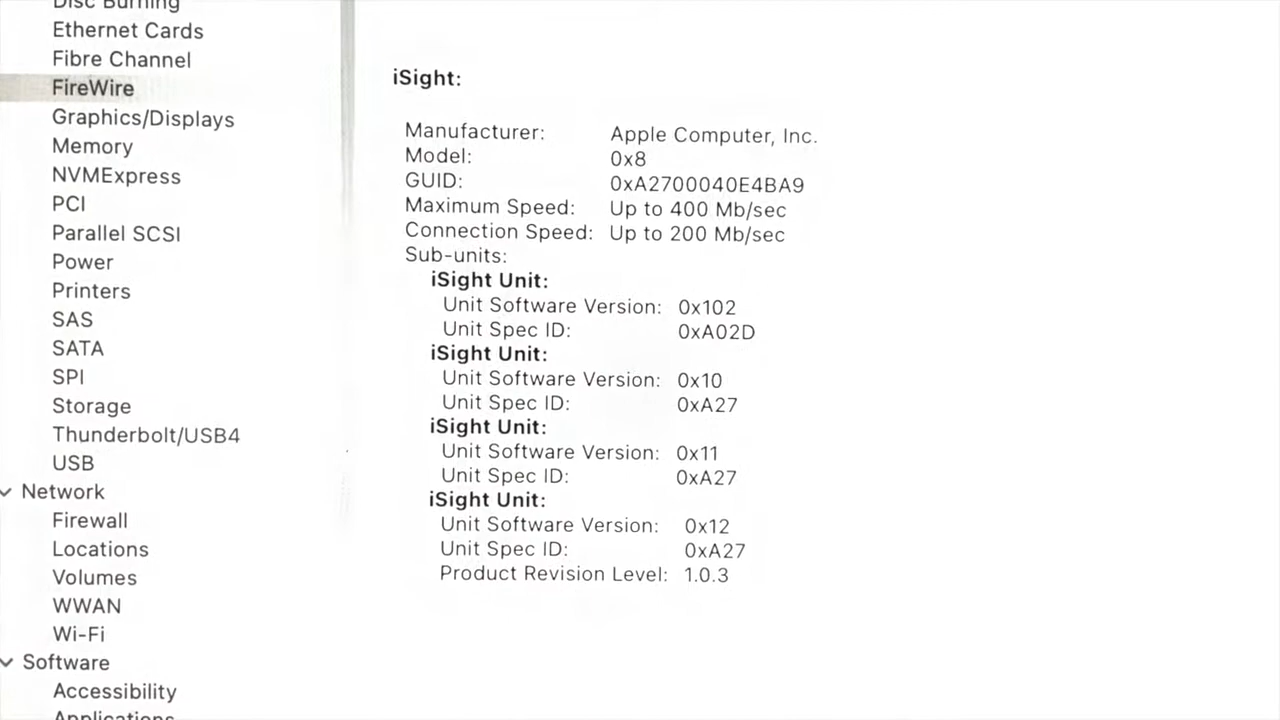 Disc Burning
Ethernet Cards
Fibre Channel
FireWire
Graphics/Displays
Memory
NVMExpress
PCI
Parallel SCSI
Power
Printers
SAS
SATA
SPI
Storage
Thunderbolt/USB4
USB
Network
Firewall
Locations
Volumes
WWAN
Wi-Fi
Software
Accessibility
Applications
iSight:
Manufacturer: Apple Computer, Inc.
Model: 0x8
GUID: 0xA2700040E4BA9
Maximum Speed: Up to 400 Mb/sec
Connection Speed: Up to 200 Mb/sec
Sub-units:
iSight Unit:
Unit Software Version: 0x102
Unit Spec ID: 0xA02D
iSight Unit:
Unit Software Version: 0x10
Unit Spec ID: 0xA27
iSight Unit:
Unit Software Version: 0x11
Unit Spec ID: 0xA27
iSight Unit:
Unit Software Version: 0x12
Unit Spec ID: 0xA27
Product Revision Level: 1.0.3